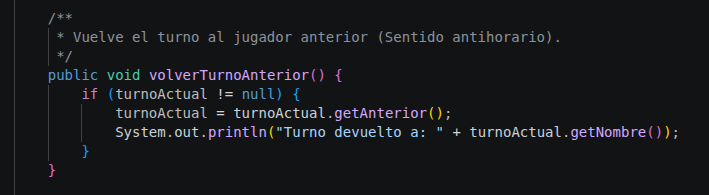 /**
 * Vuelve el turno al jugador anterior (Sentido antihorario).
 */
public void volverTurnoAnterior() {
    if (turnoActual != null) {
        turnoActual = turnoActual.getAnterior();
        System.out.println("Turno devuelto a: " + turnoActual.getNombre());
    }
}